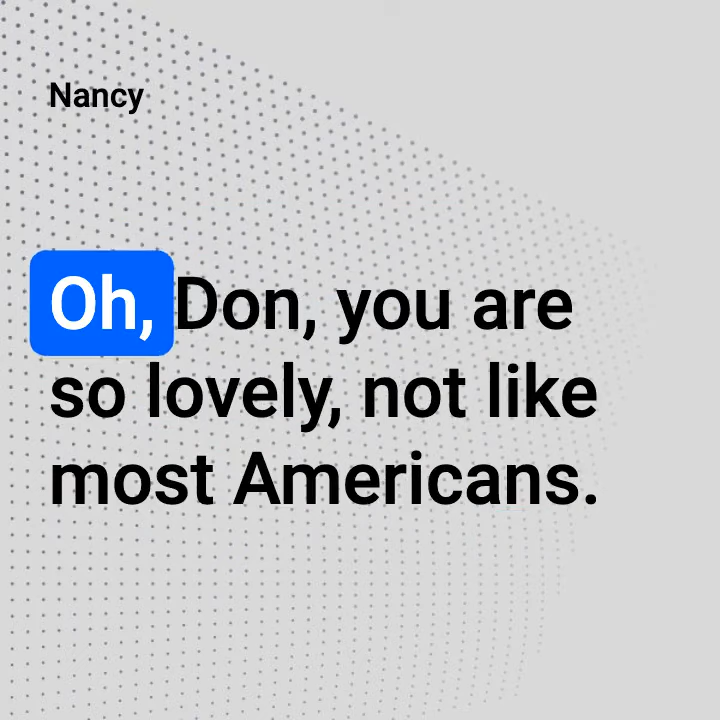 Nancy
Oh, Don, you are
so lovely, not like
most Americans.